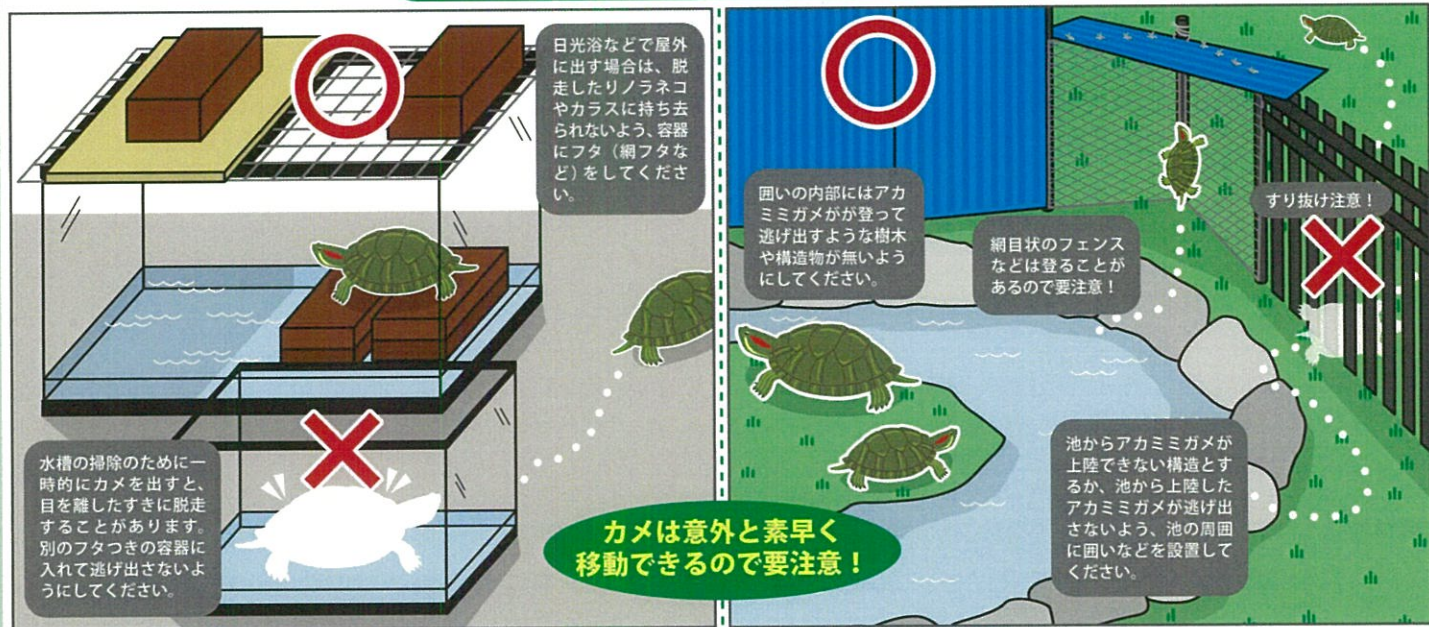 日光浴などで屋外
に出す場合は、脱
走したりノラネコ
やカラスに持ち去
られないよう、容器
にフタ（網フタな
ど）をしてくださ
い。
水槽の掃除のために一
時的にカメを出すと、
目を離したすきに脱走
することがあります。
別のフタつきの容器に
入れて逃げ出さないよ
うにしてください。
カメは意外と素早く
移動できるので要注意！
囲いの内部にはアカ
ミミガメがが登って
逃げ出すような樹木
や構造物が無いよう
にしてください。
網目状のフェンス
などは登ることが
あるので要注意！
すり抜け注意！
池からアカミミガメが
上陸できない構造とす
るか、池から上陸した
アカミミガメが逃げ出
さないよう、池の周囲
に囲いなどを設置して
ください。